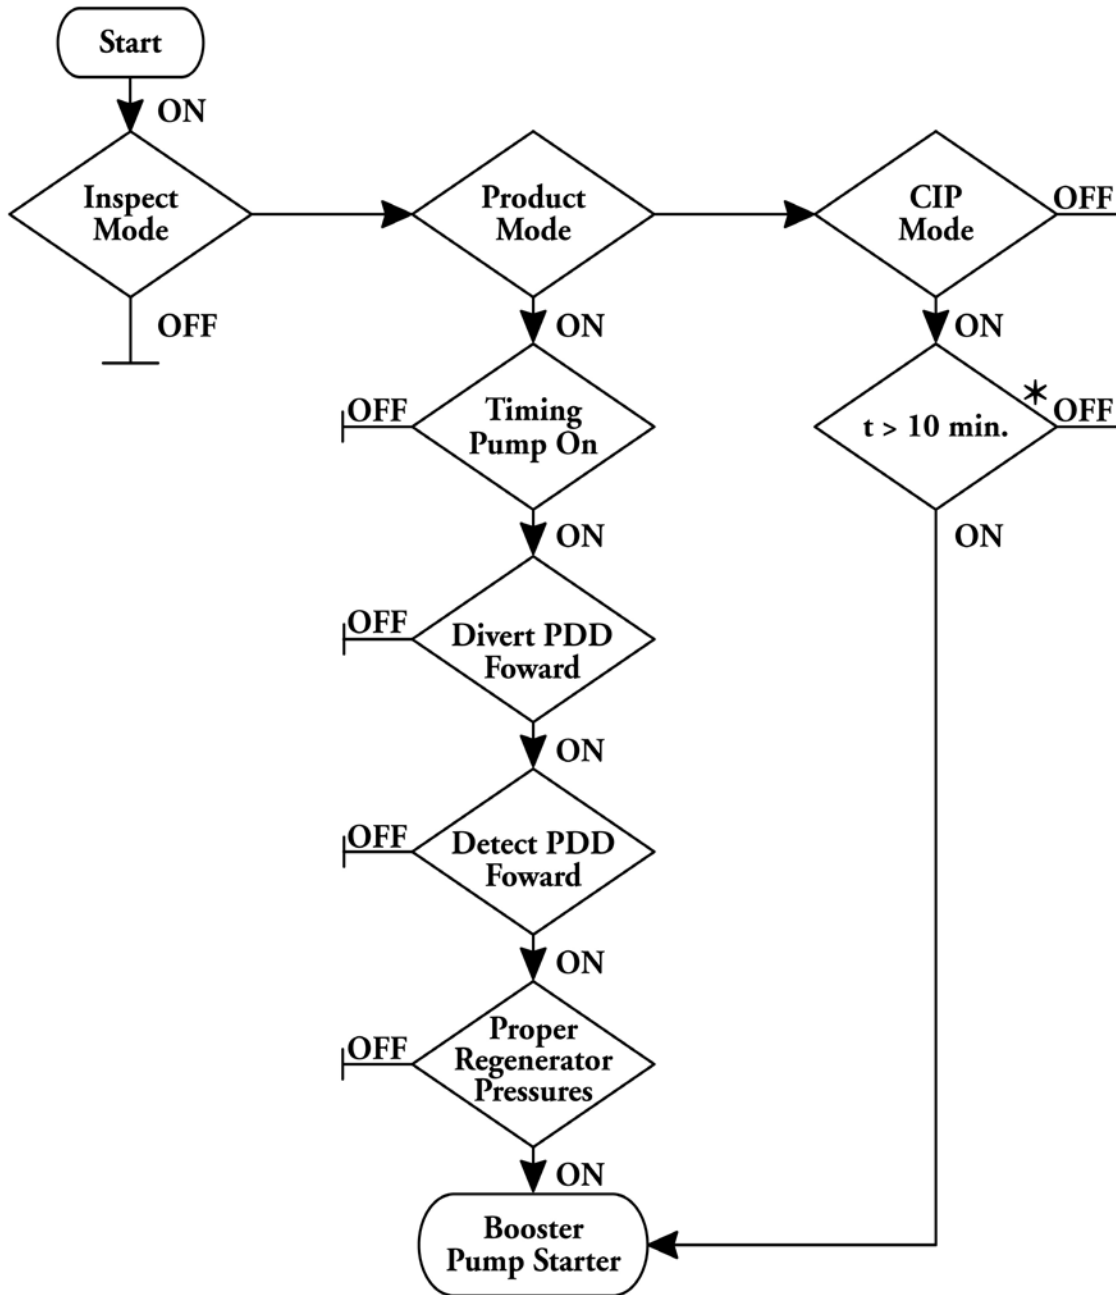 Start
ON
Inspect
Mode
OFF
Product
Mode
CIP
Mode
OFF
ON
ON
Timing
Pump On
OFF
t > 10 min.
*
OFF
ON
ON
Divert PDD
Foward
OFF
ON
Detect PDD
Foward
OFF
ON
Proper
Regenerator
Pressures
OFF
ON
Booster
Pump Starter